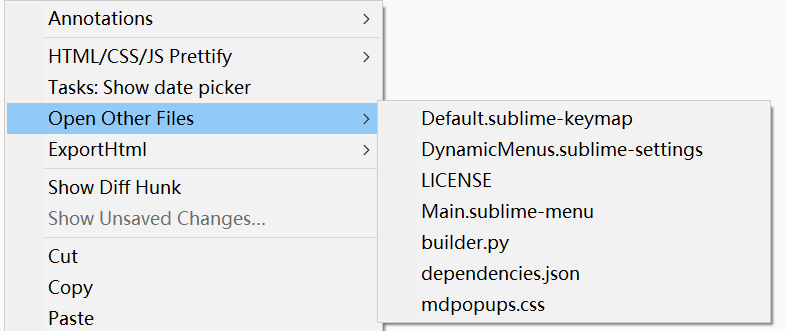 Annotations
HTML/CSS/JS Prettify
Tasks: Show date picker
Open Other Files
ExportHtml
Show Diff Hunk
Show Unsaved Changes...
Cut
Copy
Paste
Default.sublime-keymap
DynamicMenus.sublime-settings
LICENSE
Main.sublime-menu
builder.py
dependencies.json
mdpopups.css